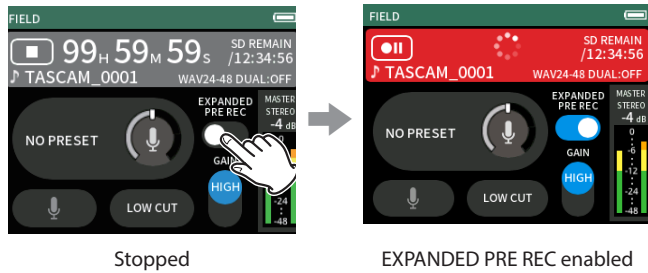 FIELD
99H 59M 59S
SD REMAIN
/12:34:56
TASCAM_0001
WAV24-48 DUAL:OFF
NO PRESET
EXPANDED
PRE REC
GAIN
HIGH
LOW CUT
MASTER
STEREO
-4 dB
0
-24
-48
Stopped
FIELD
SD REMAIN
/12:34:56
TASCAM_0001
WAV24-48 DUAL:OFF
NO PRESET
EXPANDED
PRE REC
GAIN
HIGH
LOW CUT
MASTER
STEREO
-4 dB
0
-6
-12
-24
-48
EXPANDED PRE REC enabled